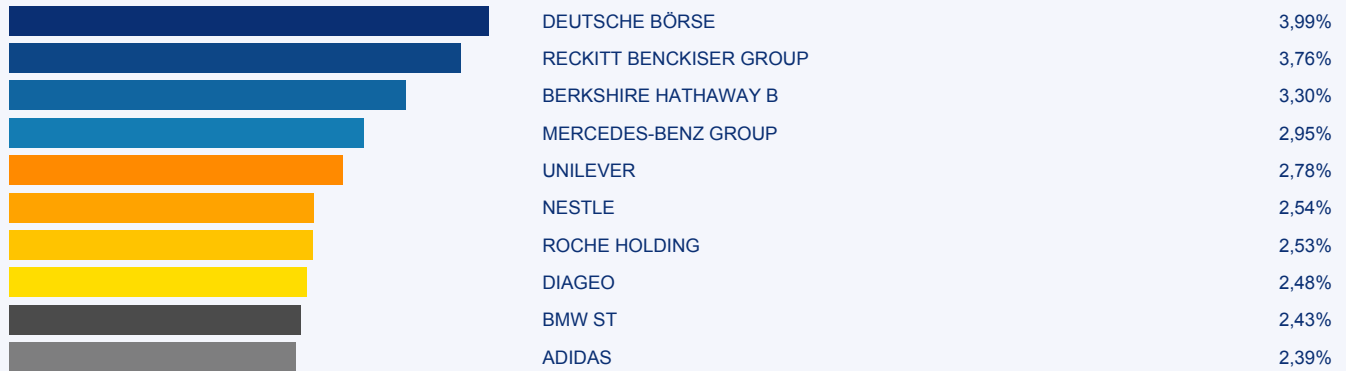 DEUTSCHE BÖRSE 3,99%
RECKITT BENCKISER GROUP 3,76%
BERKSHIRE HATHAWAY B 3,30%
MERCEDES-BENZ GROUP 2,95%
UNILEVER 2,78%
NESTLE 2,54%
ROCHE HOLDING 2,53%
DIAGEO 2,48%
BMW ST 2,43%
ADIDAS 2,39%